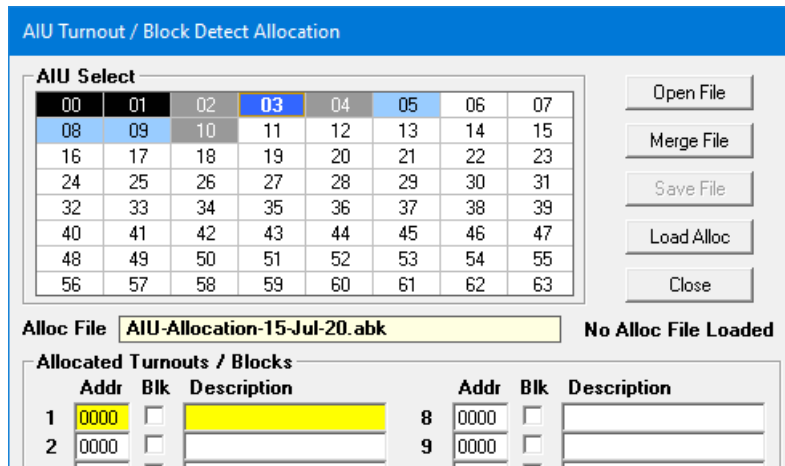 AIU Turnout / Block Detect Allocation
AIU Select
00 01 02 03 04 05 06 07
08 09 10 11 12 13 14 15
16 17 18 19 20 21 22 23
24 25 26 27 28 29 30 31
32 33 34 35 36 37 38 39
40 41 42 43 44 45 46 47
48 49 50 51 52 53 54 55
56 57 58 59 60 61 62 63
Open File
Merge File
Save File
Load Alloc
Close
Alloc File AIU-Allocation-15-Jul-20.abk No Alloc File Loaded
Allocated Turnouts / Blocks
Addr Blk Description Addr Blk Description
1 0000 8 0000
2 0000 9 0000